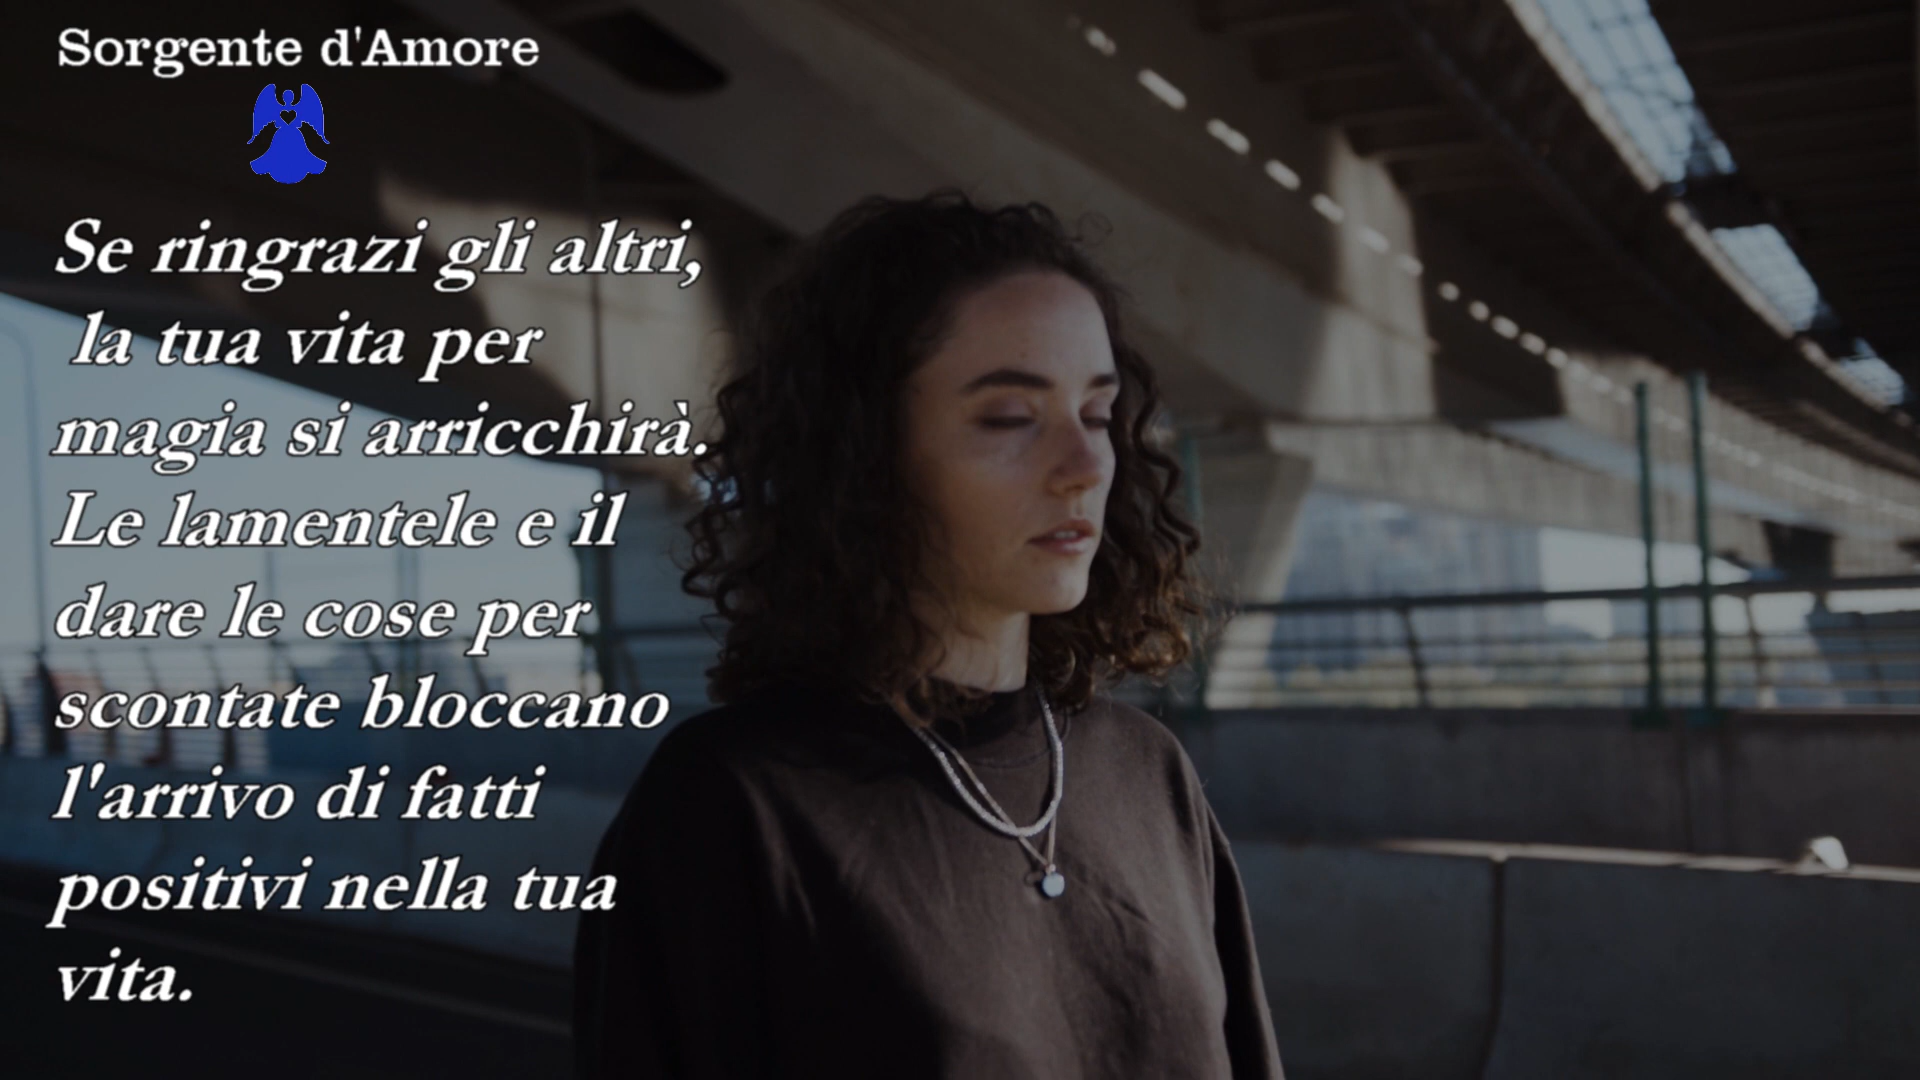 Sorgente d'Amore
Se ringrazi gli altri,
la tua vita per
magia si arricchirà.
Le lamentele e il
dare le cose per
scontate bloccano
l'arrivo di fatti
positivi nella tua
vita.